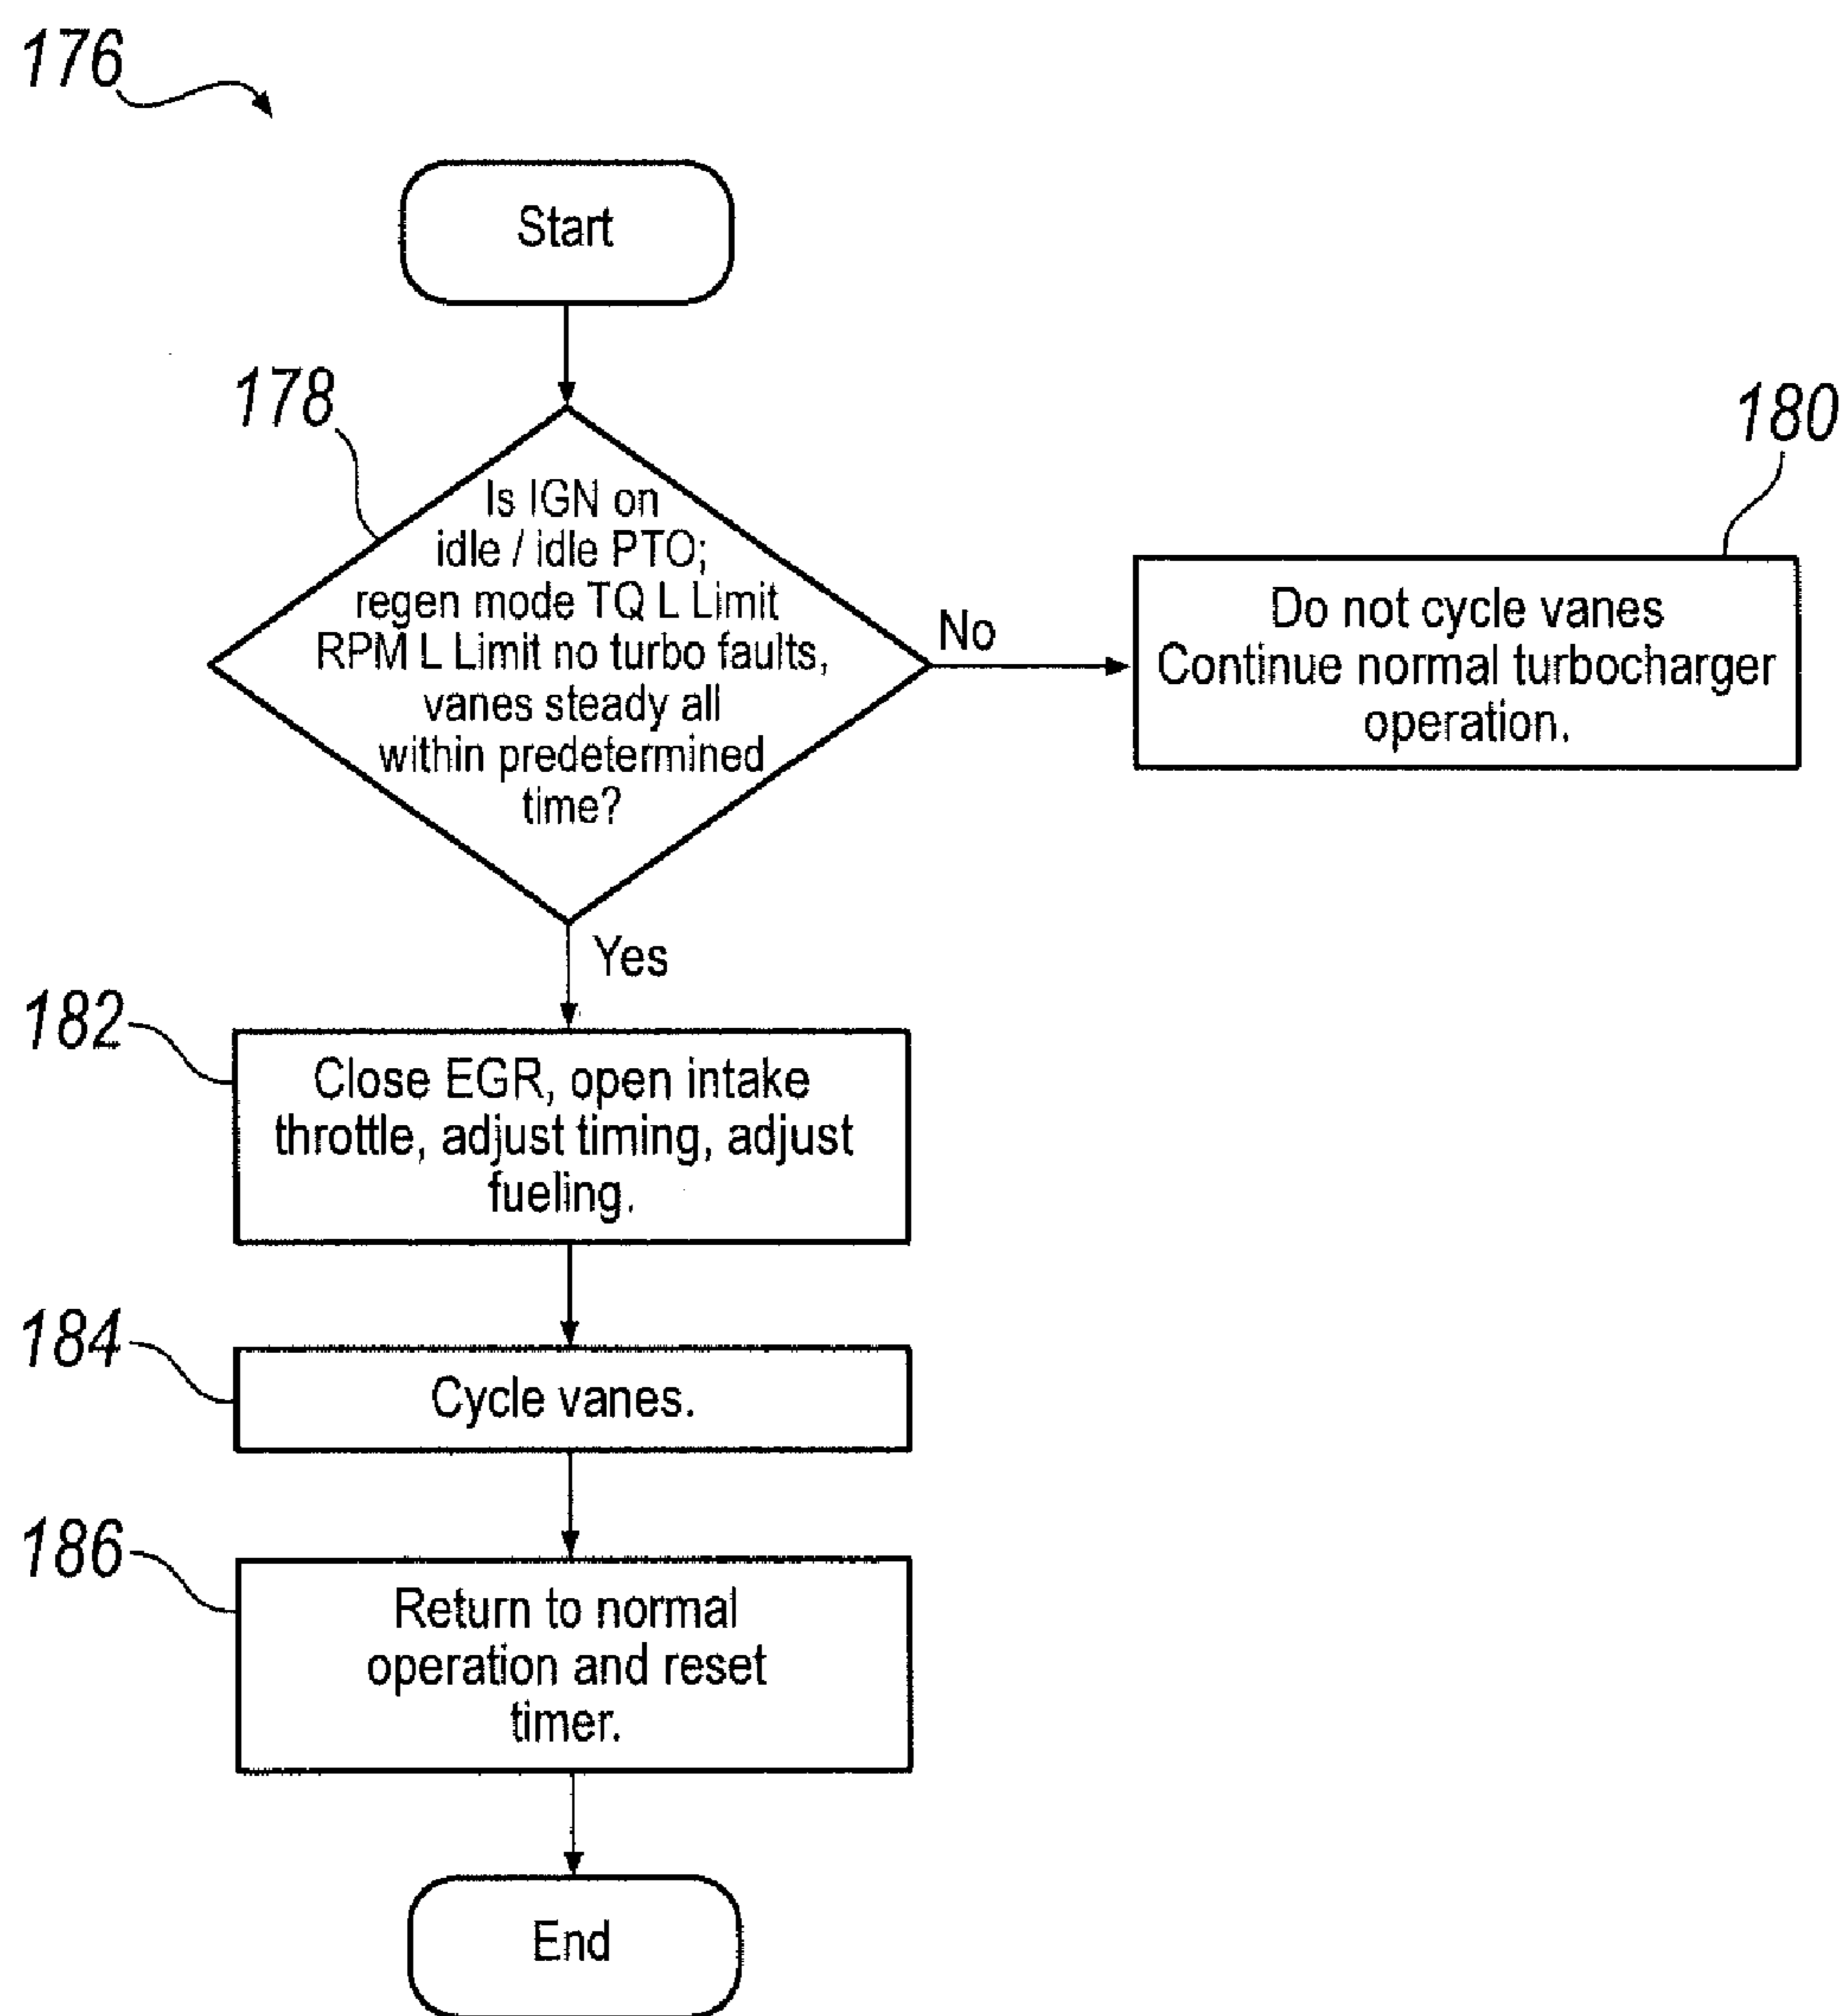 176
Start
178
Is IGN on
idle / idle PTO;
regen mode TQ L Limit
RPM L Limit no turbo faults,
vanes steady all
within predetermined
time?
No
180
Do not cycle vanes
Continue normal turbocharger
operation.
Yes
182
Close EGR, open intake
throttle, adjust timing, adjust
fueling.
184
Cycle vanes.
186
Return to normal
operation and reset
timer.
End